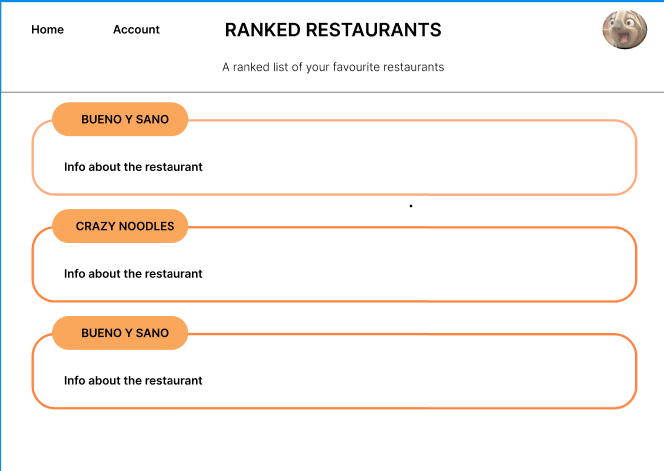 Home Account RANKED RESTAURANTS
A ranked list of your favourite restaurants
BUENO Y SANO
Info about the restaurant
CRAZY NOODLES
Info about the restaurant
BUENO Y SANO
Info about the restaurant